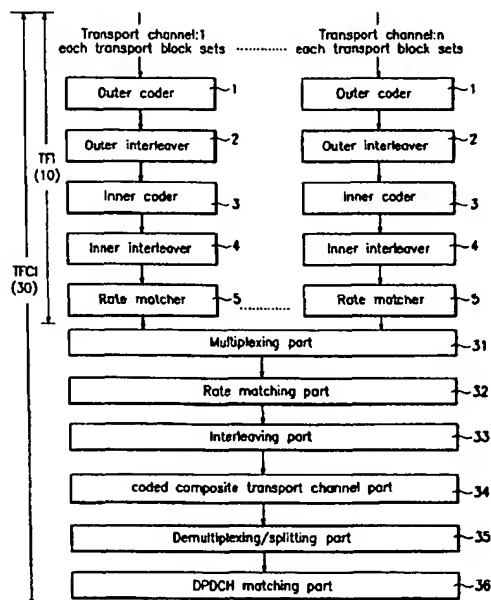 Transport channel:1
each transport block sets
Transport channel:n
each transport block sets
Outer coder 1
Outer coder 1
Outer interleaver 2
Outer interleaver 2
TFI
(10)
Inner coder 3
Inner coder 3
Inner interleaver 4
Inner interleaver 4
TFCI
(30)
Rate matcher 5
Rate matcher 5
Multiplexing part 31
Rate matching part 32
Interleaving part 33
coded composite transport channel part 34
Demultiplexing/splitting part 35
DPDCH matching part 36